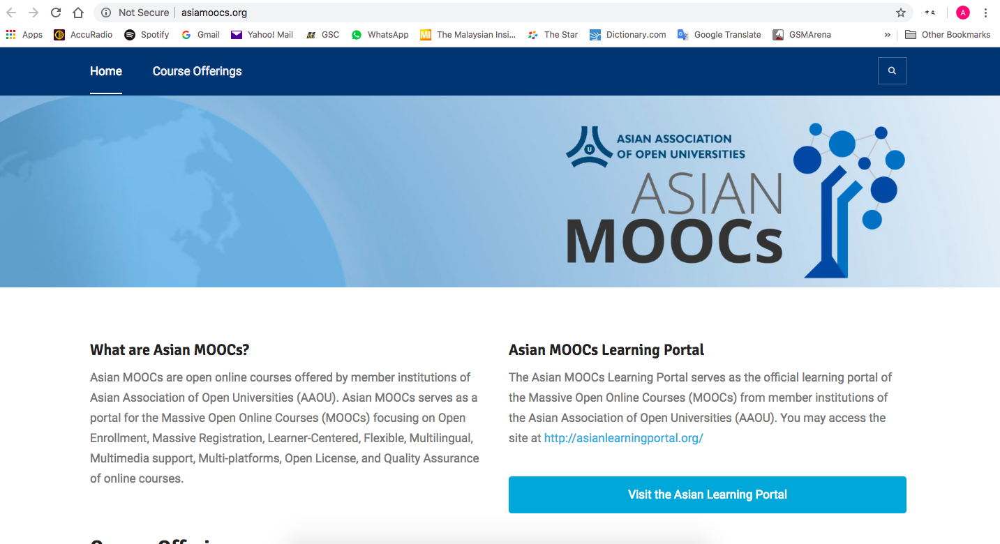 Not Secure | asiamoocs.org
A
Apps AccuRadio Spotify Gmail Yahoo! Mail GSC WhatsApp The Malaysian Insi... The Star Dictionary.com Google Translate GSMArena » Other Bookmarks
Home Course Offerings
U
ASIAN ASSOCIATION
OF OPEN UNIVERSITIES
ASIAN
MOOCs
What are Asian MOOCs?
Asian MOOCs are open online courses offered by member institutions of
Asian Association of Open Universities (AAOU). Asian MOOCs serves as a
portal for the Massive Open Online Courses (MOOCs) focusing on Open
Enrollment, Massive Registration, Learner-Centered, Flexible, Multilingual,
Multimedia support, Multi-platforms, Open License, and Quality Assurance
of online courses.
Asian MOOCs Learning Portal
The Asian MOOCs Learning Portal serves as the official learning portal of
the Massive Open Online Courses (MOOCs) from member institutions of
the Asian Association of Open Universities (AAOU). You may access the
site at http://asianlearningportal.org/
Visit the Asian Learning Portal